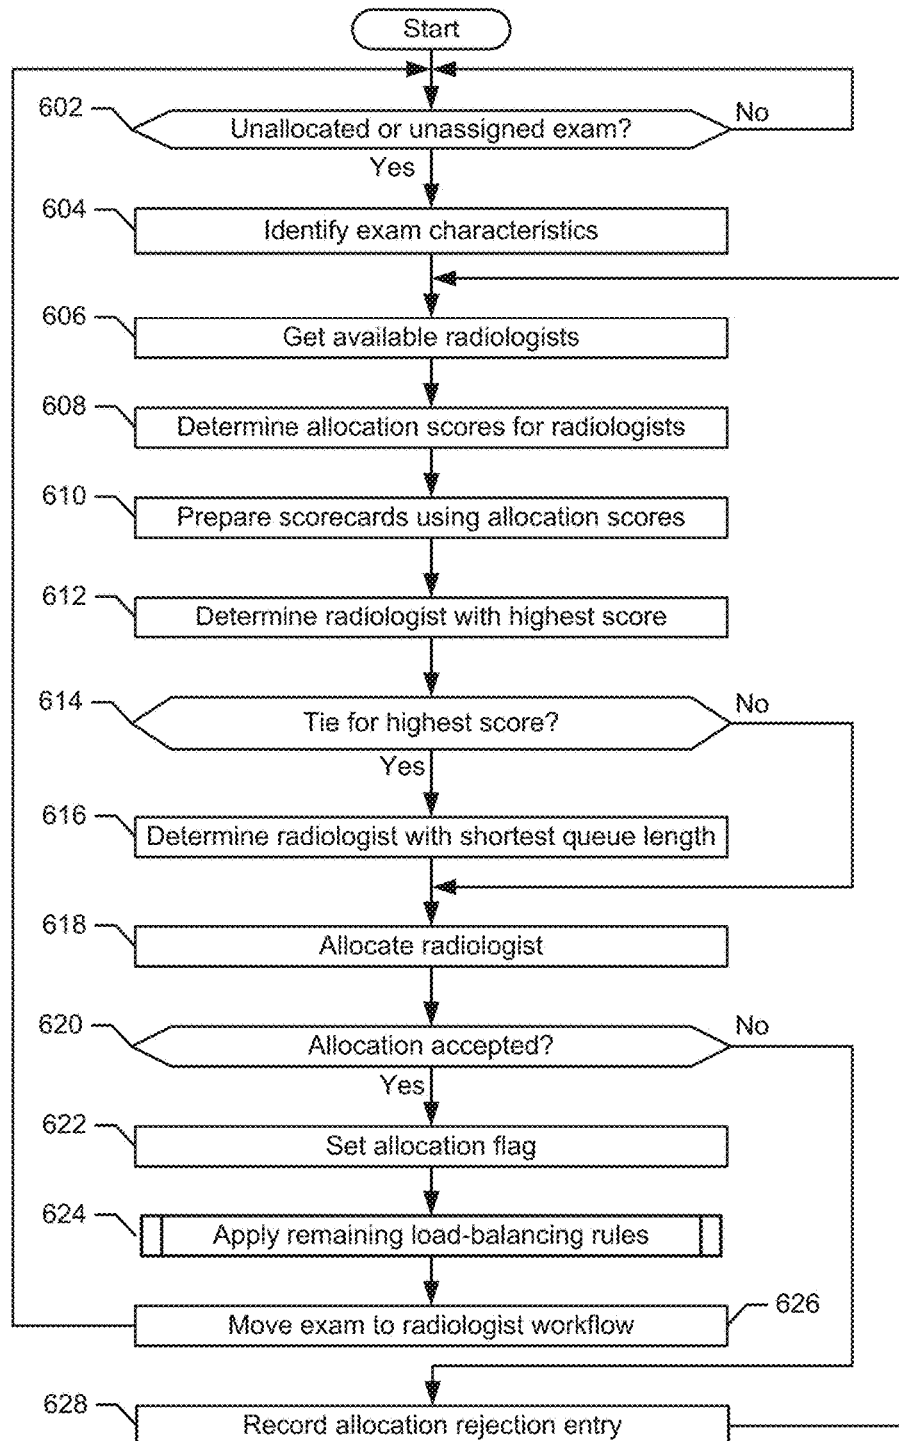 Start
602
Unallocated or unassigned exam?
No
Yes
604
Identify exam characteristics
606
Get available radiologists
608
Determine allocation scores for radiologists
610
Prepare scorecards using allocation scores
612
Determine radiologist with highest score
614
Tie for highest score?
No
Yes
616
Determine radiologist with shortest queue length
618
Allocate radiologist
620
Allocation accepted?
No
Yes
622
Set allocation flag
624
Apply remaining load-balancing rules
626
Move exam to radiologist workflow
628
Record allocation rejection entry